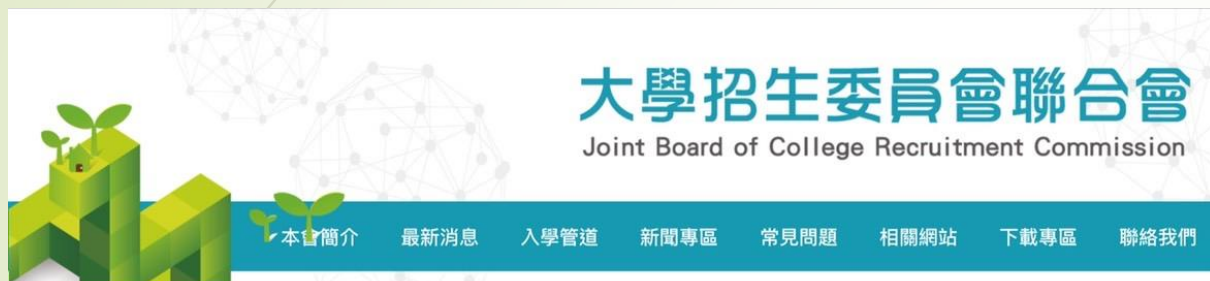 大學招生委員會聯合會
Joint Board of College Recruitment Commission
本會簡介 最新消息 入學管道 新聞專區 常見問題 相關網站 下載專區 聯絡我們